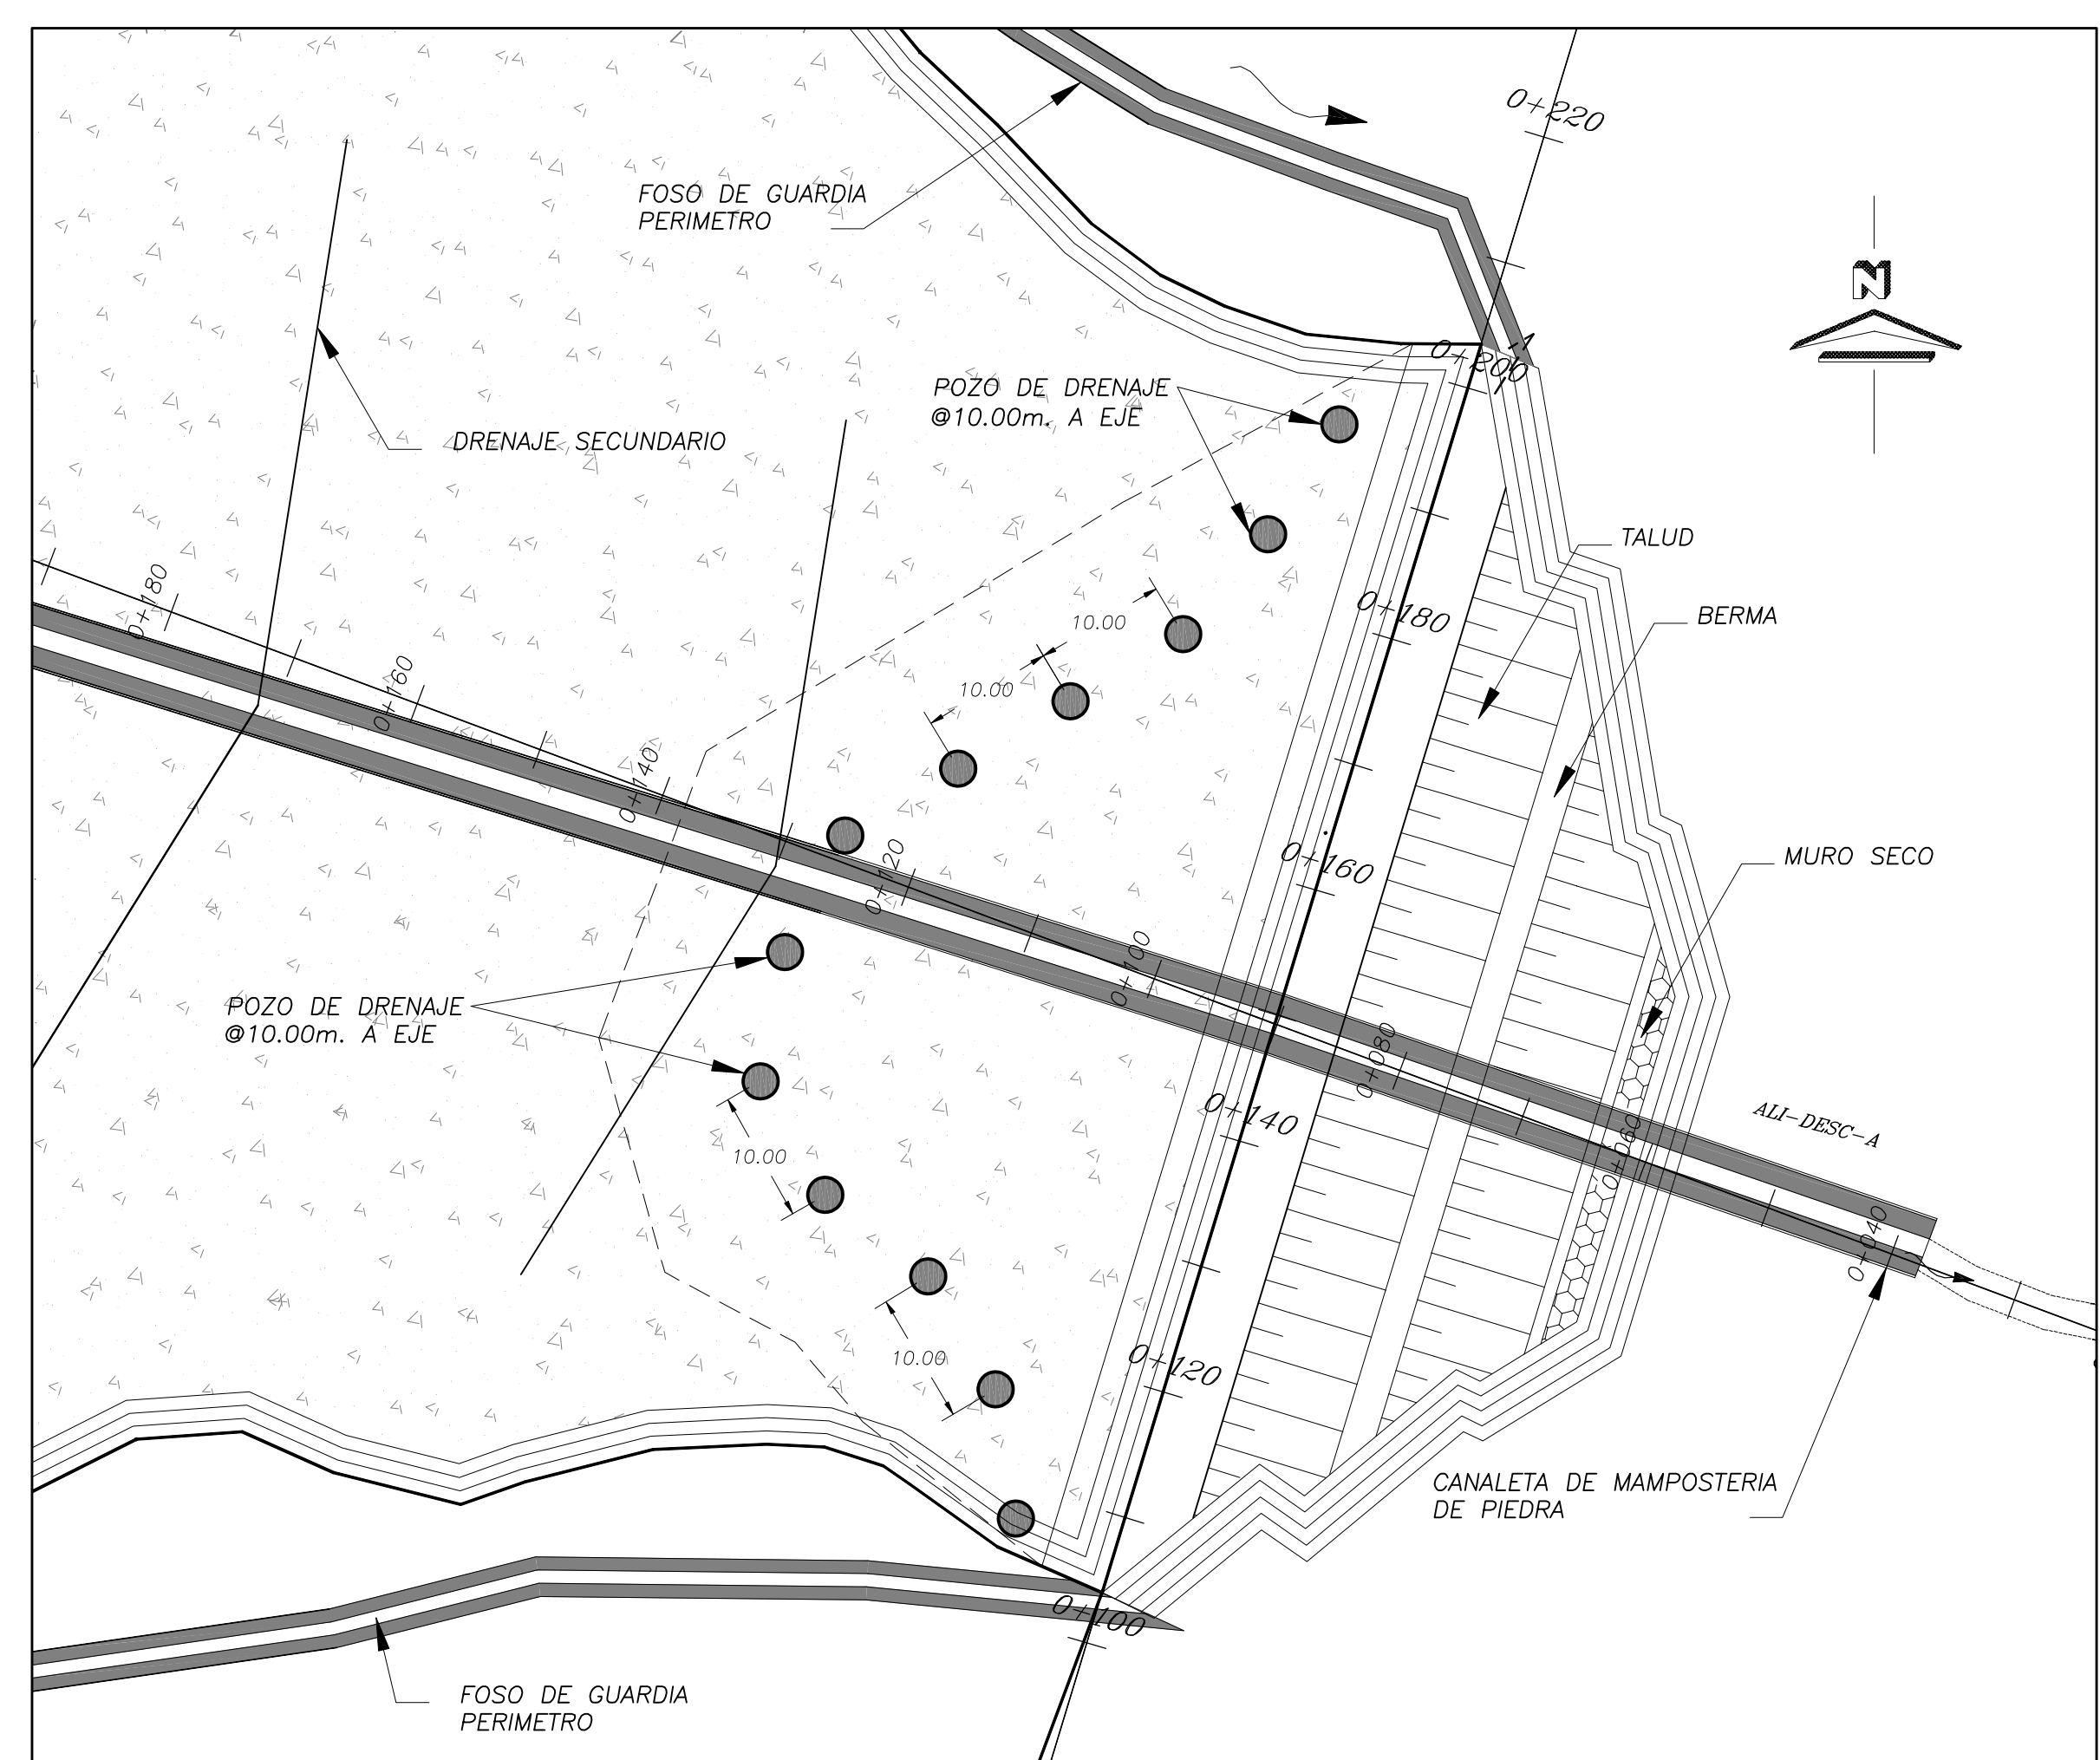 0+220
FOSO DE GUARDIA
PERIMETRO
N
0+200
POZO DE DRENAJE
@10.00m. A EJE
DRENAJE SECUNDARIO
TALUD
0+180
0+180
BERMA
10.00
0+160
10.00
0+140
0+120
0+160
MURO SECO
0+100
POZO DE DRENAJE
@10.00m. A EJE
0+080
0+140
ALI-DESC-A
0+060
10.00
0+040
10.00
0+120
CANALETA DE MAMPOSTERIA
DE PIEDRA
0+100
FOSO DE GUARDIA
PERIMETRO